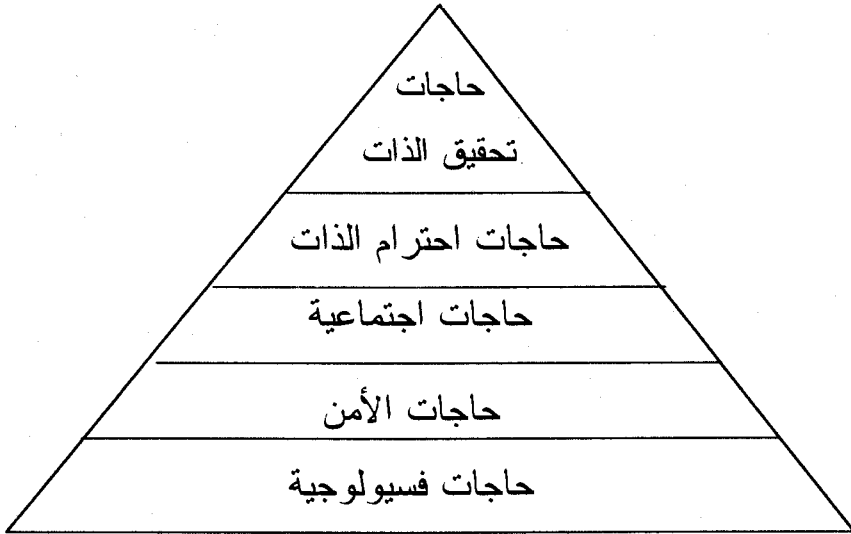 حاجات
تحقيق الذات
حاجات احترام الذات
حاجات اجتماعية
حاجات الأمن
حاجات فسيولوجية